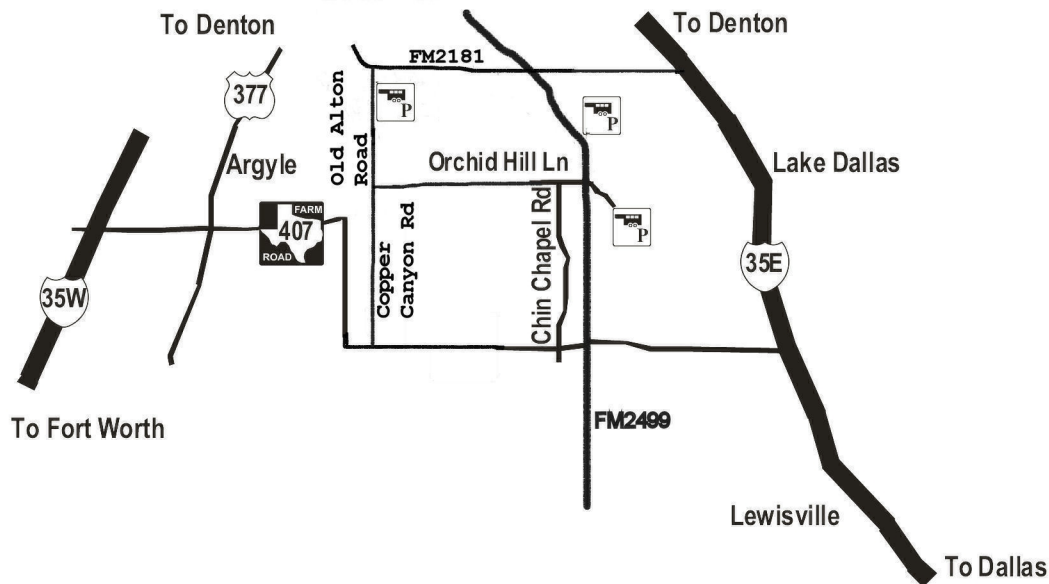 To Denton
To Denton
FM2181
377
P
P
Old Alton
Road
Argyle
Orchid Hill Ln
Lake Dallas
FARM
407
ROAD
P
Copper
Canyon Rd
Chin Chapel Rd
35E
35W
To Fort Worth
FM2499
Lewisville
To Dallas